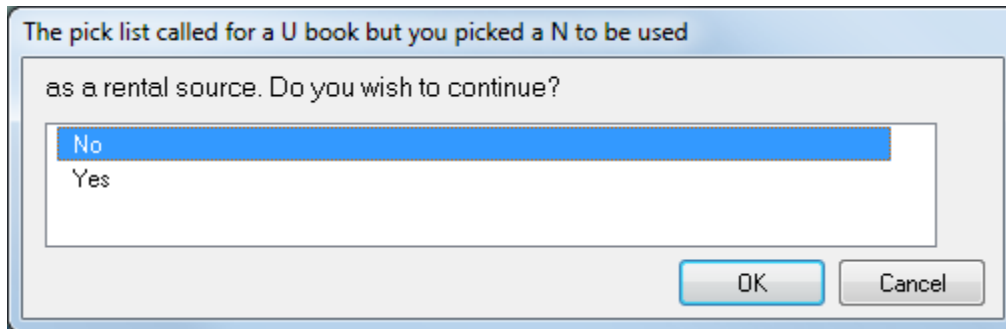 The pick list called for a U book but you picked a N to be used
as a rental source. Do you wish to continue?
No
Yes
OK
Cancel